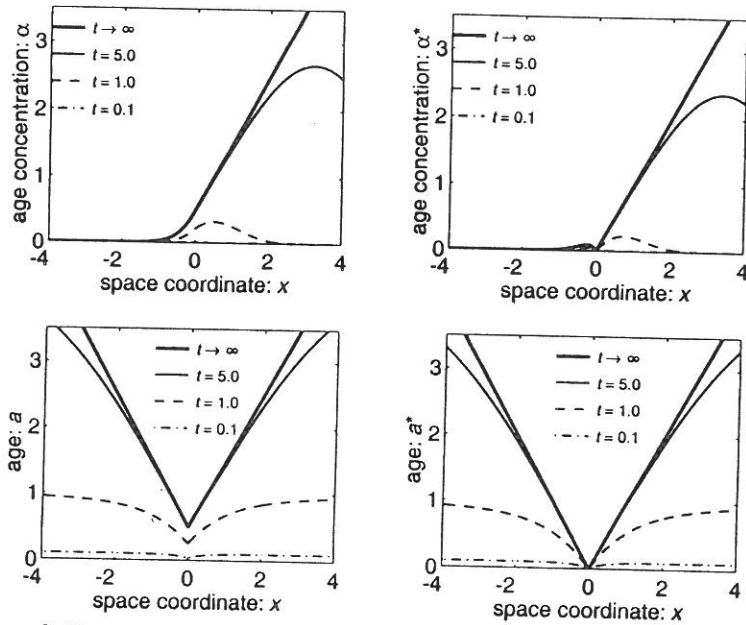 age concentration: α
3
2
1
0
t → ∞
t = 5.0
t = 1.0
t = 0.1
-4
-2
0
2
4
space coordinate: x
age concentration: α*
3
2
1
0
t → ∞
t = 5.0
t = 1.0
t = 0.1
-4
-2
0
2
4
space coordinate: x
age: a
3
2
1
0
t → ∞
t = 5.0
t = 1.0
t = 0.1
-4
-2
0
2
4
space coordinate: x
age: a*
3
2
1
0
t → ∞
t = 5.0
t = 1.0
t = 0.1
-4
-2
0
2
4
space coordinate: x